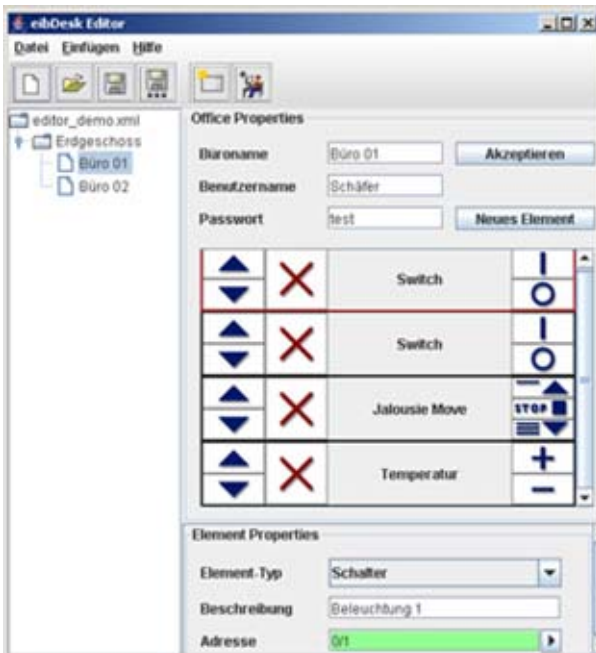 eibDesk Editor
Datei Einfügen Hilfe
editor_demo.xml
Erdgeschoss
Büro 01
Büro 02
Office Properties
Büroname Büro 01 Akzeptieren
Benutzername Schäfer
Passwort test Neues Element
Switch
Switch
Jalousie Move STOP
Temperatur
Element Properties
Element-Typ Schalter
Beschreibung Beleuchtung 1
Adresse 0/1